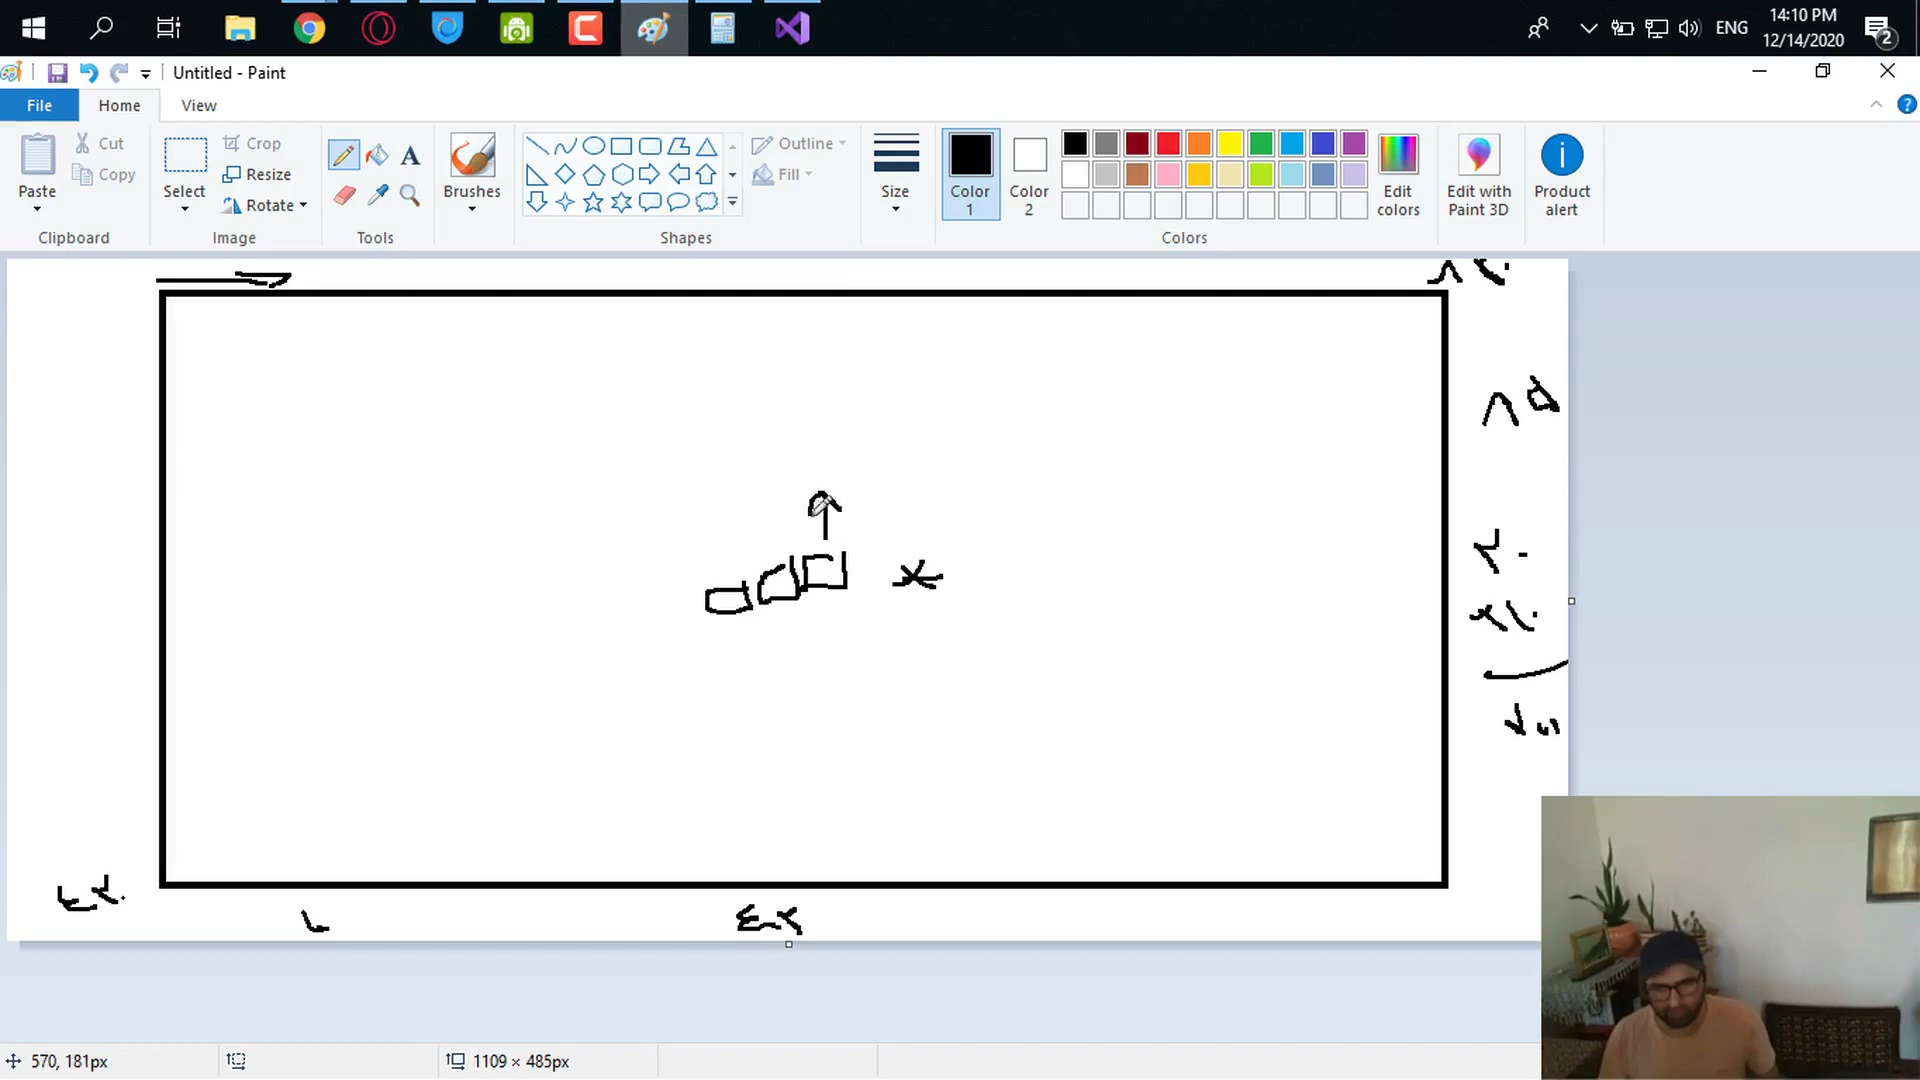 ENG
14:10 PM
12/14/2020
2
Untitled - Paint
File
Home
View
Paste
Cut
Copy
Clipboard
Select
Crop
Resize
Rotate
Image
A
Tools
Brushes
Outline
Fill
Shapes
Size
Color 1
Color 2
Edit colors
Colors
Edit with Paint 3D
Product alert
570, 181px
1109 × 485px